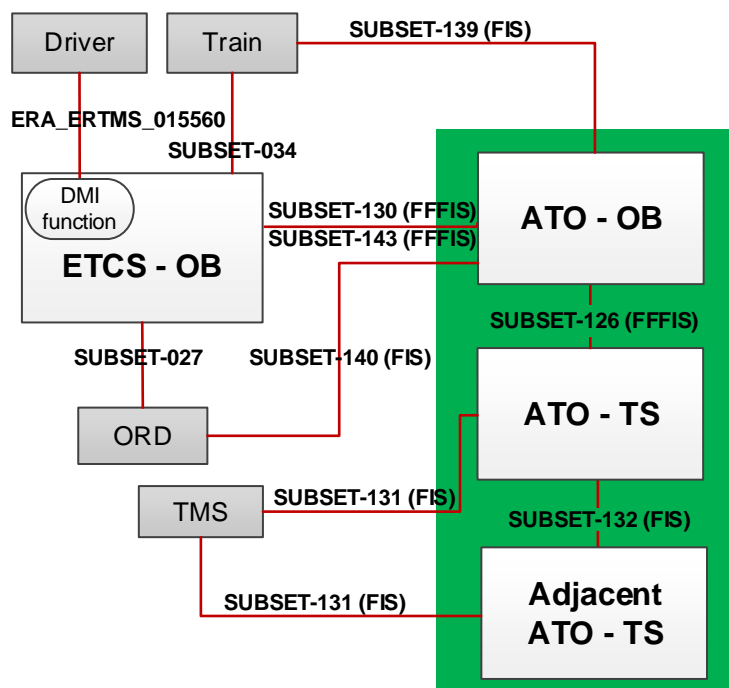 Driver
Train
SUBSET-139 (FIS)
ERA_ERTMS_015560
SUBSET-034
DMI
function
ETCS - OB
SUBSET-130 (FFFIS)
SUBSET-143 (FFFIS)
ATO - OB
SUBSET-126 (FFFIS)
SUBSET-027
SUBSET-140 (FIS)
ATO - TS
ORD
TMS
SUBSET-131 (FIS)
SUBSET-132 (FIS)
SUBSET-131 (FIS)
Adjacent
ATO - TS